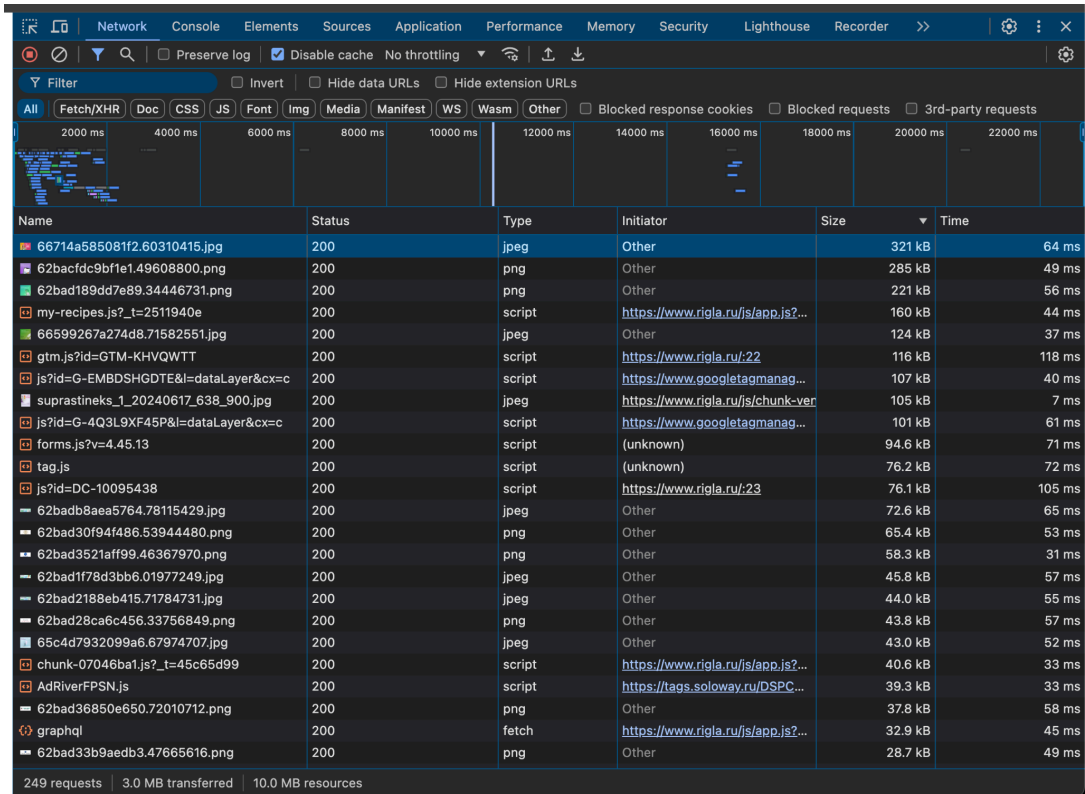 Network Console Elements Sources Application Performance Memory Security Lighthouse Recorder
Preserve log Disable cache No throttling
Filter Invert Hide data URLs Hide extension URLs
All Fetch/XHR Doc CSS JS Font Img Media Manifest WS Wasm Other Blocked response cookies Blocked requests 3rd-party requests
2000 ms 4000 ms 6000 ms 8000 ms 10000 ms 12000 ms 14000 ms 16000 ms 18000 ms 20000 ms 22000 ms
Name Status Type Initiator Size Time
66714a585081f2.60310415.jpg 200 jpeg Other 321 kB 64 ms
62bacfdc9bf1e1.49608800.png 200 png Other 285 kB 49 ms
62bad189dd7e89.34446731.png 200 png Other 221 kB 56 ms
my-recipes.js?_t=2511940e 200 script https://www.rigla.ru/js/app.js?... 160 kB 44 ms
66599267a274d8.71582551.jpg 200 jpeg Other 124 kB 37 ms
gtm.js?id=GTM-KHVQWTT 200 script https://www.rigla.ru/:22 116 kB 118 ms
js?id=G-EMBDSHGDTE&l=dataLayer&cx=c 200 script https://www.googletagmanag... 107 kB 40 ms
suprastineks_1_20240617_638_900.jpg 200 jpeg https://www.rigla.ru/js/chunk-ver 105 kB 7 ms
js?id=G-4Q3L9XF45P&l=dataLayer&cx=c 200 script https://www.googletagmanag... 101 kB 61 ms
forms.js?v=4.45.13 200 script (unknown) 94.6 kB 71 ms
tag.js 200 script (unknown) 76.2 kB 72 ms
js?id=DC-10095438 200 script https://www.rigla.ru/:23 76.1 kB 105 ms
62badb8aea5764.78115429.jpg 200 jpeg Other 72.6 kB 65 ms
62bad30f94f486.53944480.png 200 png Other 65.4 kB 53 ms
62bad3521aff99.46367970.png 200 png Other 58.3 kB 31 ms
62bad1f78d3bb6.01977249.jpg 200 jpeg Other 45.8 kB 57 ms
62bad2188eb415.71784731.jpg 200 jpeg Other 44.0 kB 55 ms
62bad28ca6c456.33756849.png 200 png Other 43.8 kB 57 ms
65c4d7932099a6.67974707.jpg 200 jpeg Other 43.0 kB 52 ms
chunk-07046ba1.js?_t=45c65d99 200 script https://www.rigla.ru/js/app.js?... 40.6 kB 33 ms
AdRiverFPSN.js 200 script https://tags.soloway.ru/DSPC... 39.3 kB 33 ms
62bad36850e650.72010712.png 200 png Other 37.8 kB 58 ms
graphql 200 fetch https://www.rigla.ru/js/app.js?... 32.9 kB 45 ms
62bad33b9aedb3.47665616.png 200 png Other 28.7 kB 49 ms
249 requests 3.0 MB transferred 10.0 MB resources